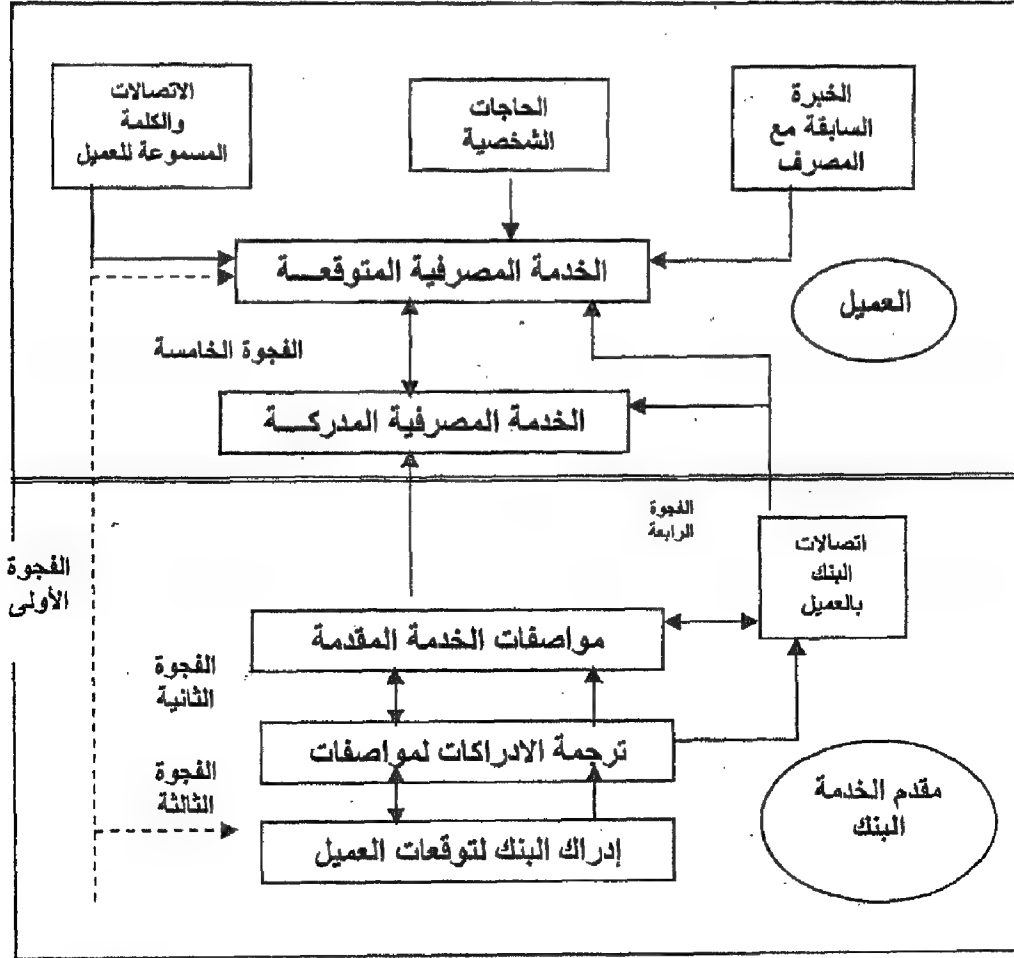 الاتصالات
والكلمة
المسموعة للعميل
الحاجات
الشخصية
الخبرة
السابقة مع
المصرف
الخدمة المصرفية المتوقعـــة
العميل
الفجوة الخامسة
الخدمة المصرفية المدركـــة
الفجوة
الرابعة
اتصالات
البنك
بالعميل
الفجوة
الأولى
مواصفات الخدمة المقدمة
الفجوة
الثانية
ترجمة الادراكات لمواصفات
الفجوة
الثالثة
مقدم الخدمة
البنك
إدراك البنك لتوقعات العميل